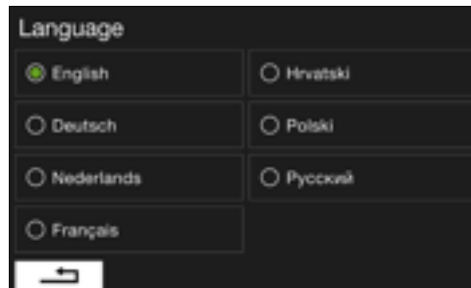 Language
English
Hrvatski
Deutsch
Polski
Nederlands
Русский
Français